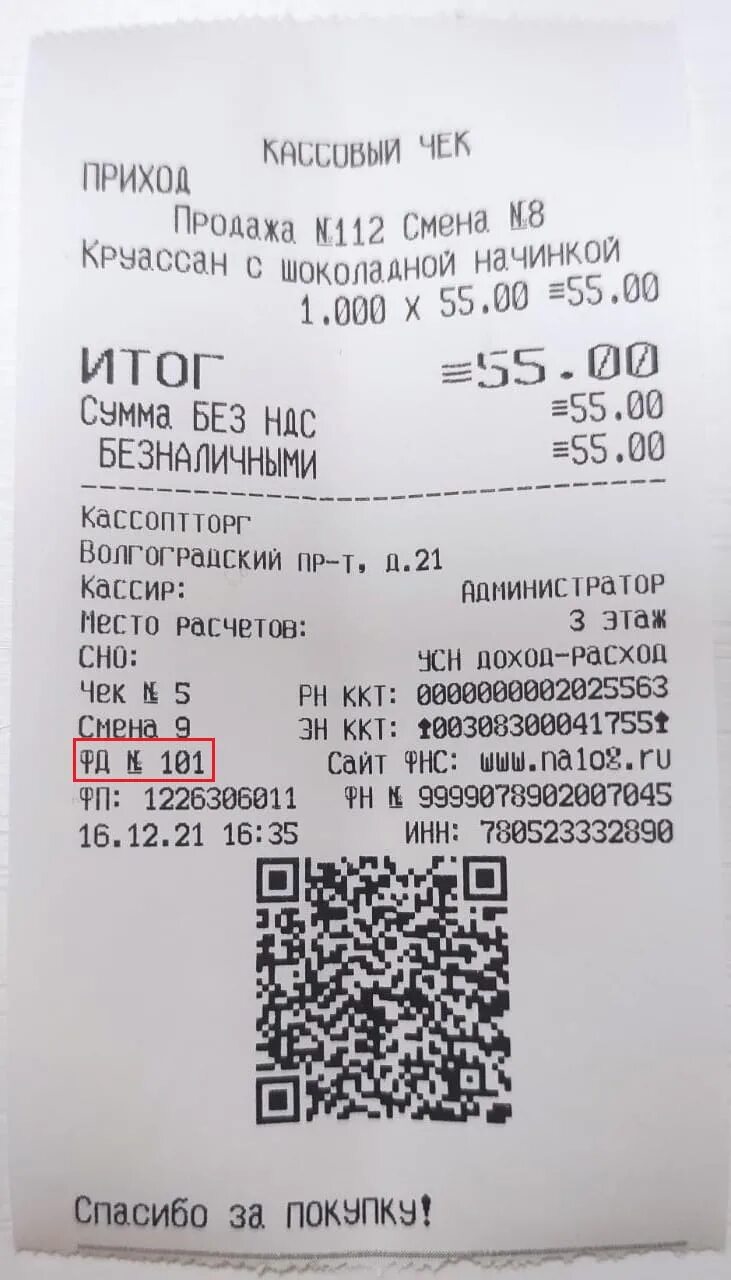 КАССОВЫЙ ЧЕК
ПРИХОД
Продажа №112 Смена №8
Круассан с шоколадной начинкой
1.000 х 55.00 ≡55.00
ИТОГ ≡55.00
Сумма БЕЗ НДС ≡55.00
БЕЗНАЛИЧНЫМИ ≡55.00
Кассоптторг
Волгоградский пр-т, д.21
Кассир: Администратор
Место расчетов: 3 этаж
СНО: УСН доход-расход
Чек № 5 РН ККТ: 0000000002025563
Смена 9 ЭН ККТ: 00308300041755
ФД № 101 Сайт ФНС: www.nalog.ru
ФП: 1226306011 ФН № 9999078902007045
16.12.21 16:35 ИНН: 780523332890
Спасибо за покупку!